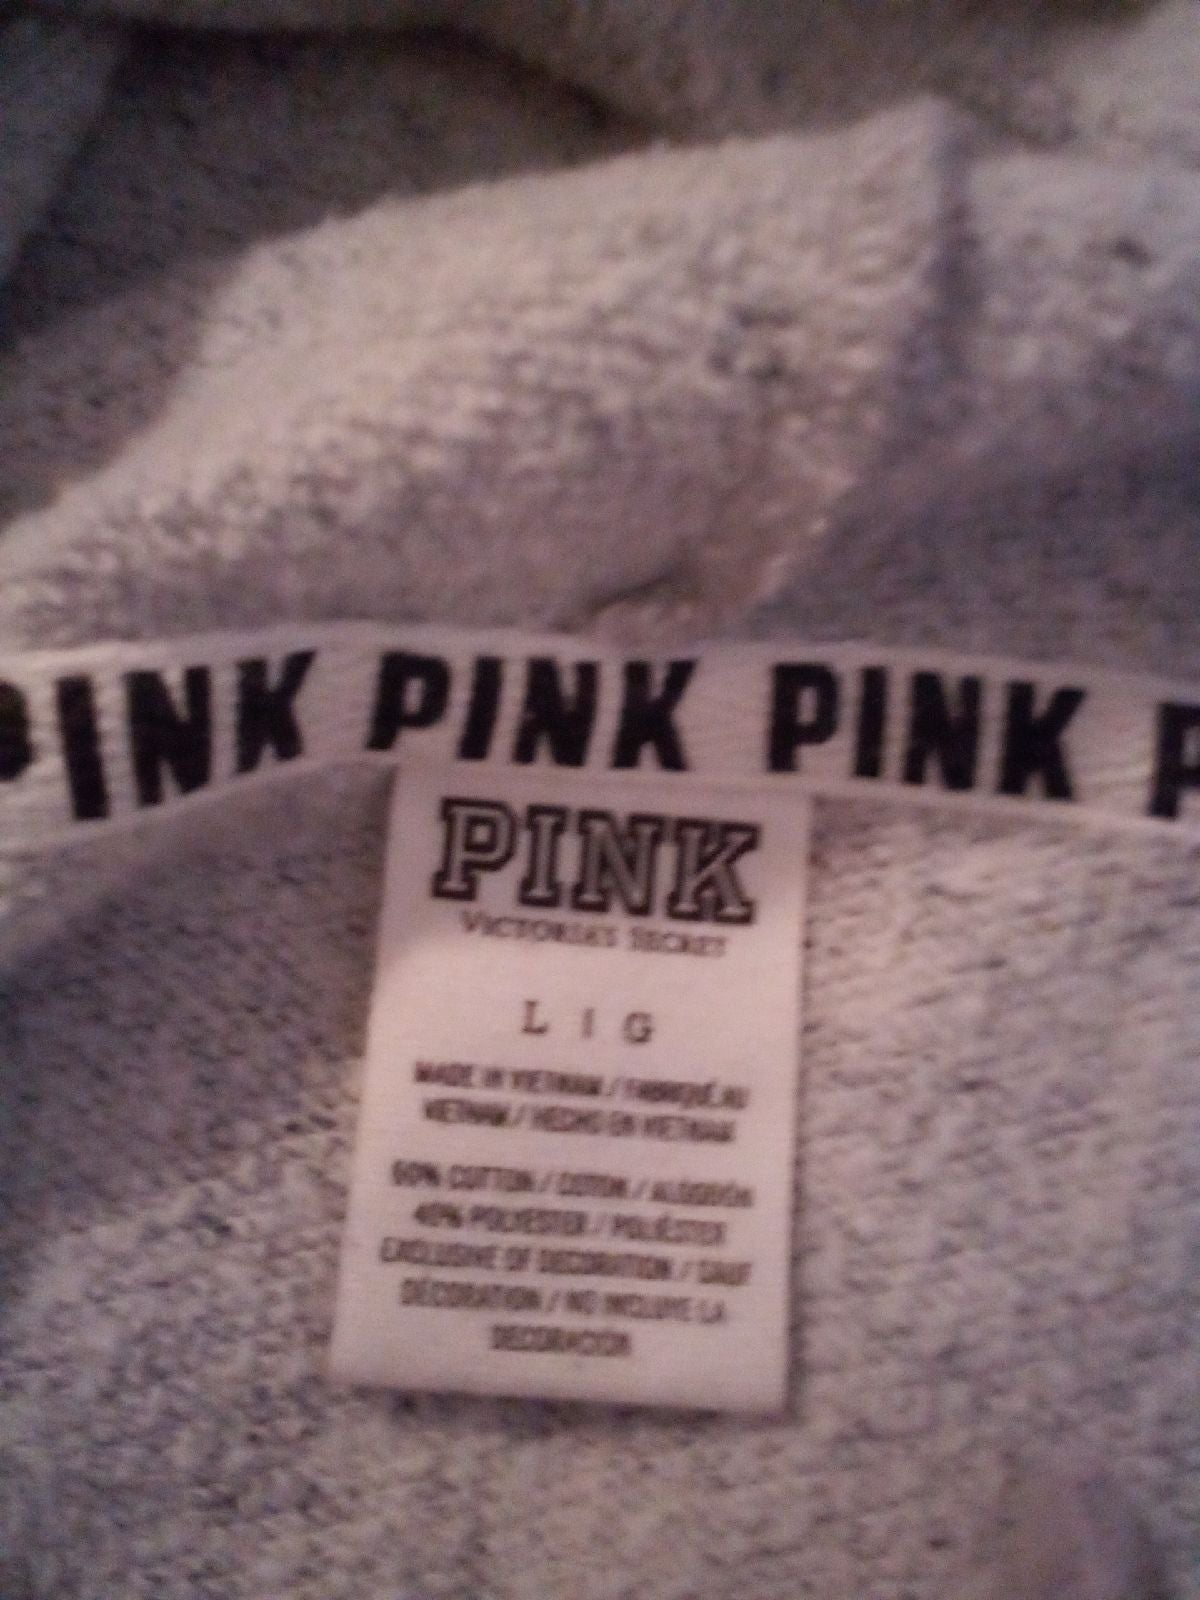 PINK PINK PINK P
PINK
VICTORIA'S SECRET
L | G
MADE IN VIETNAM / FABRIQUÉ AU
VIETNAM / HECHO EN VIETNAM
60% COTTON / COTON / ALGODÓN
40% POLYESTER / POLIÉSTER
EXCLUSIVE OF DECORATION / SAUF
DÉCORATION / NO INCLUYE LA
DECORACIÓN